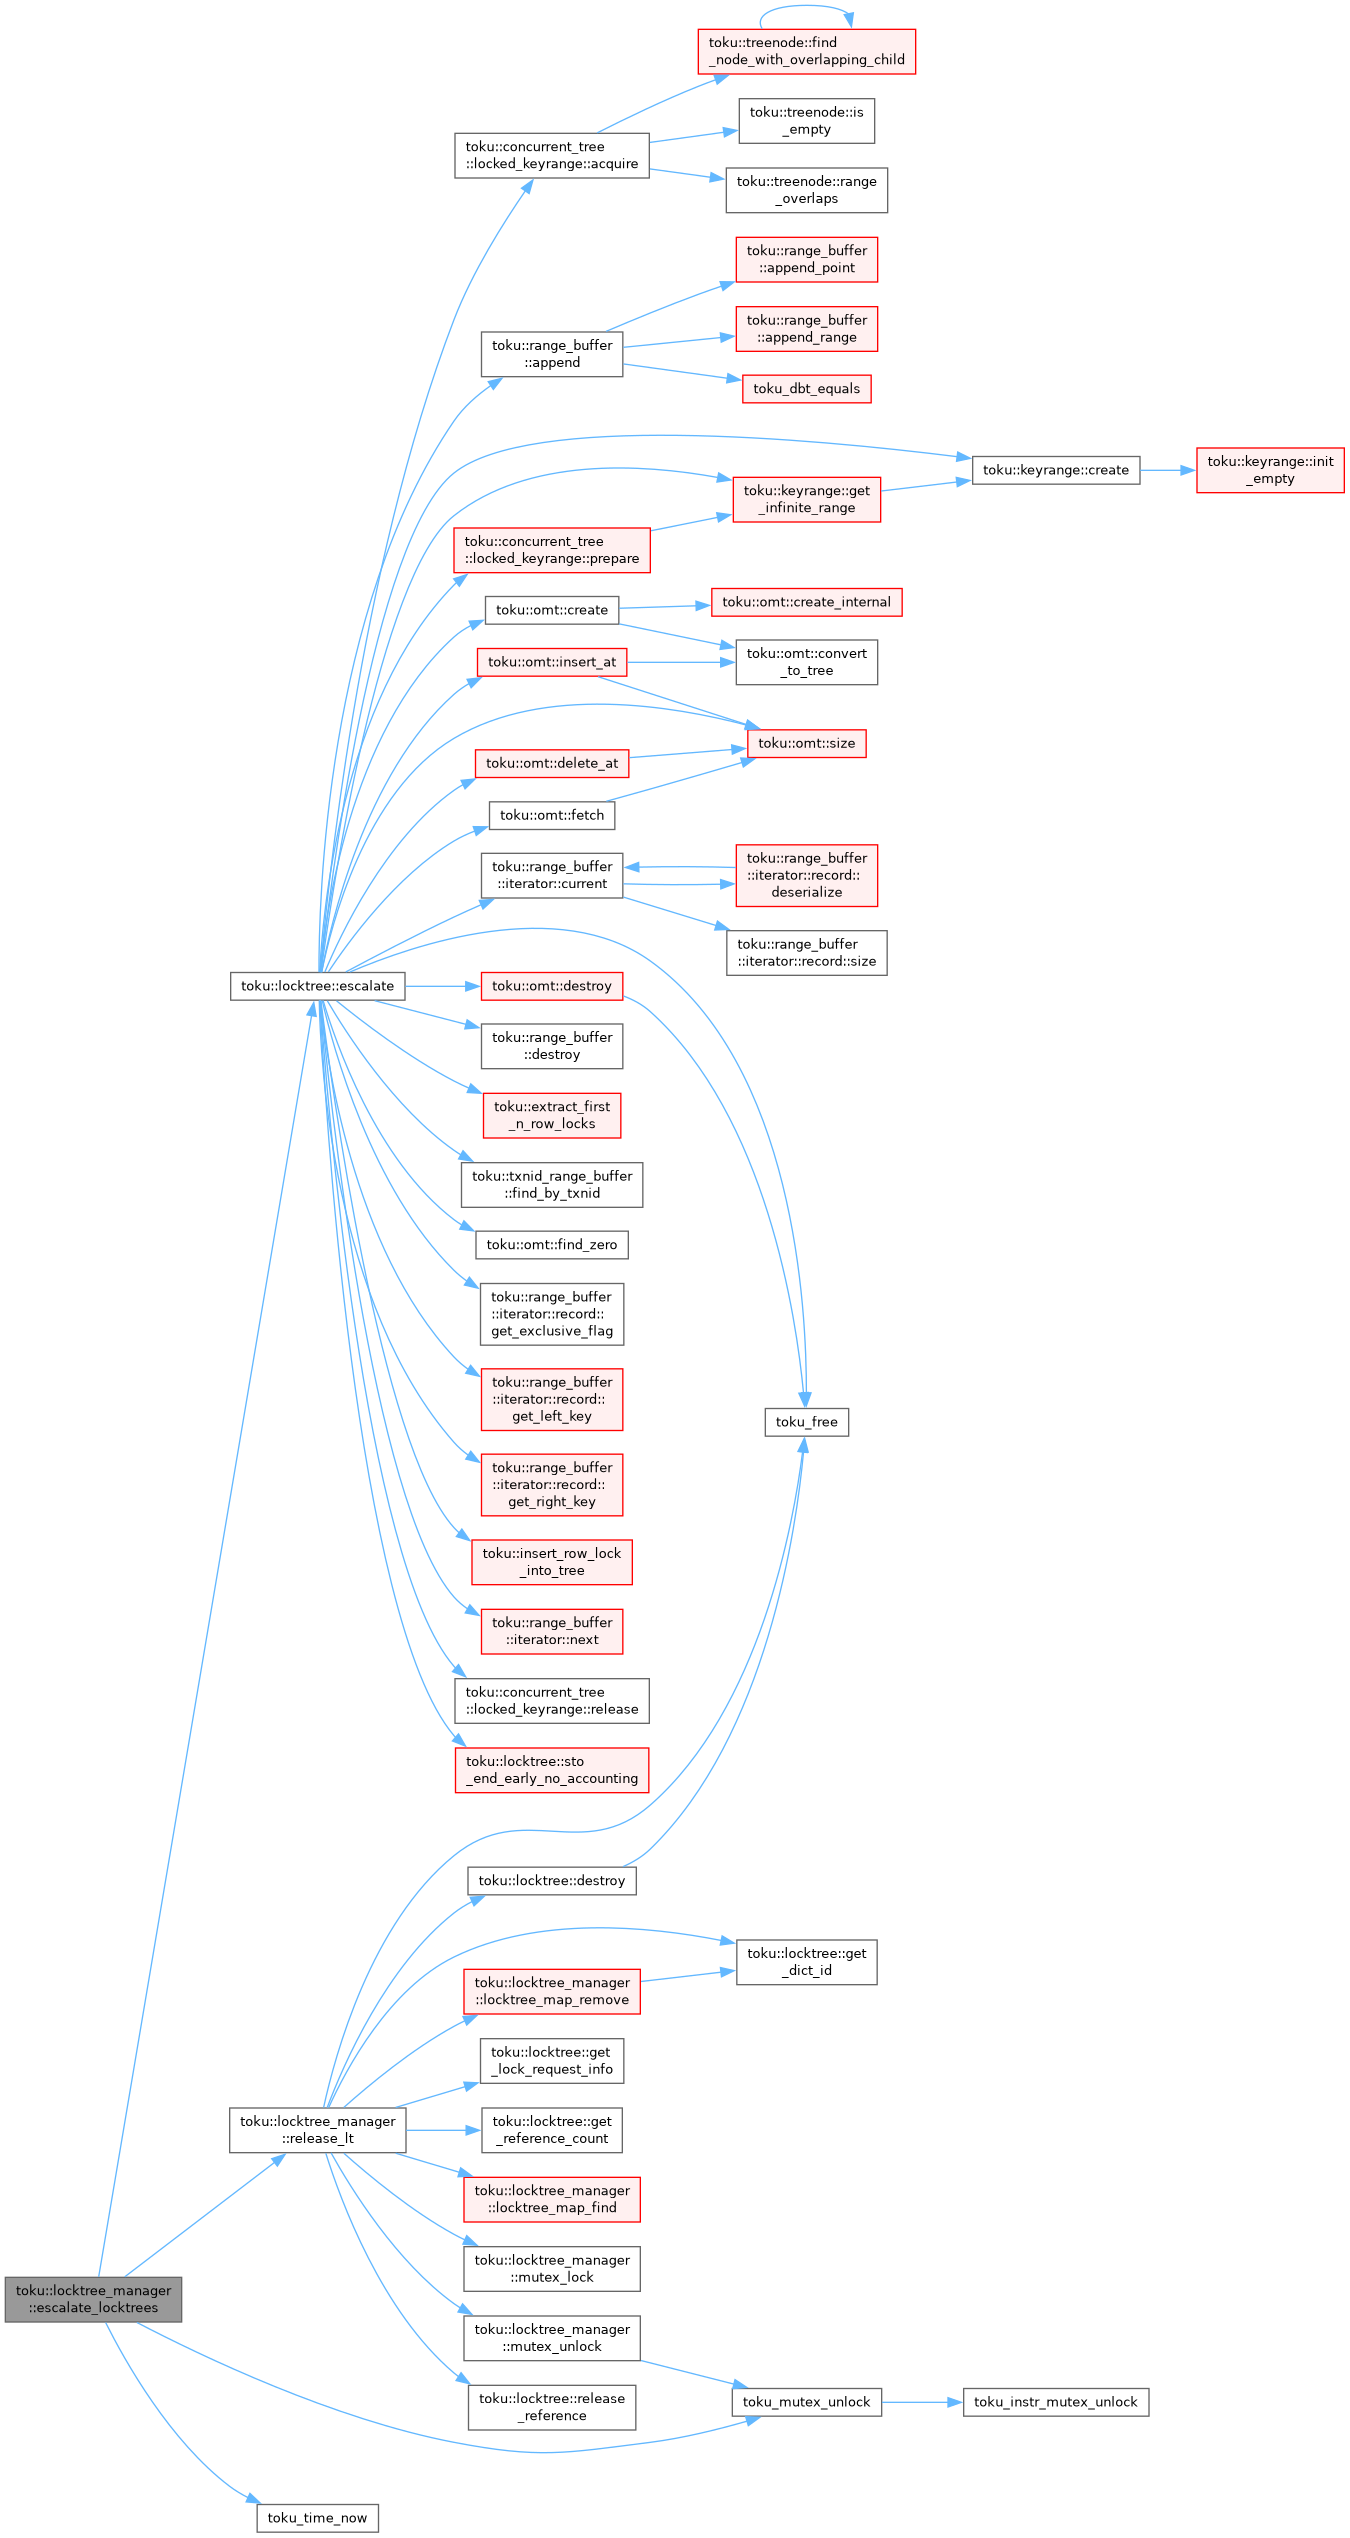 toku::treenode::find
_node_with_overlapping_child
toku::treenode::is
_empty
toku::concurrent_tree
::locked_keyrange::acquire
toku::treenode::range
_overlaps
toku::range_buffer
::append_point
toku::range_buffer
::append_range
toku::range_buffer
::append
toku_dbt_equals
toku::keyrange::create
toku::keyrange::init
_empty
toku::keyrange::get
_infinite_range
toku::concurrent_tree
::locked_keyrange::prepare
toku::omt::create
toku::omt::create_internal
toku::omt::convert
_to_tree
toku::omt::insert_at
toku::omt::size
toku::omt::delete_at
toku::omt::fetch
toku::range_buffer
::iterator::current
toku::range_buffer
::iterator::record::
deserialize
toku::range_buffer
::iterator::record::size
toku::locktree::escalate
toku::omt::destroy
toku::range_buffer
::destroy
toku::extract_first
_n_row_locks
toku::txnid_range_buffer
::find_by_txnid
toku::omt::find_zero
toku::range_buffer
::iterator::record::
get_exclusive_flag
toku::range_buffer
::iterator::record::
get_left_key
toku_free
toku::range_buffer
::iterator::record::
get_right_key
toku::insert_row_lock
_into_tree
toku::range_buffer
::iterator::next
toku::concurrent_tree
::locked_keyrange::release
toku::locktree::sto
_end_early_no_accounting
toku::locktree::destroy
toku::locktree::get
_dict_id
toku::locktree_manager
::locktree_map_remove
toku::locktree::get
_lock_request_info
toku::locktree_manager
::release_lt
toku::locktree::get
_reference_count
toku::locktree_manager
::locktree_map_find
toku::locktree_manager
::mutex_lock
toku::locktree_manager
::escalate_locktrees
toku::locktree_manager
::mutex_unlock
toku::locktree::release
_reference
toku_mutex_unlock
toku_instr_mutex_unlock
toku_time_now